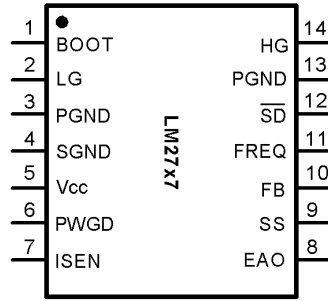 1 BOOT HG 14
2 LG PGND 13
3 PGND S̅D̅ 12
4 SGND FREQ 11
5 Vcc FB 10
6 PWGD SS 9
7 ISEN EAO 8
LM27x7